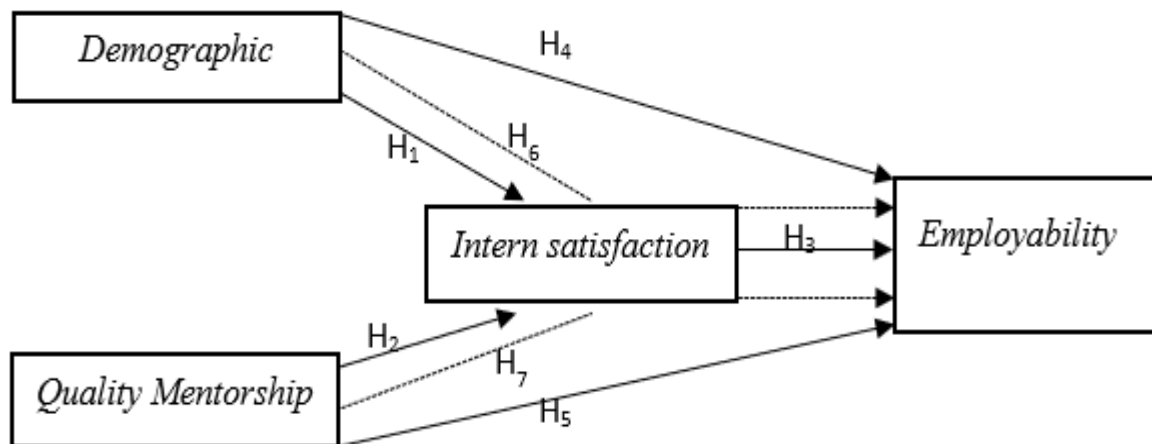 Demographic
H4
H1
H6
Intern satisfaction
H3
Employability
H2
H7
Quality Mentorship
H5